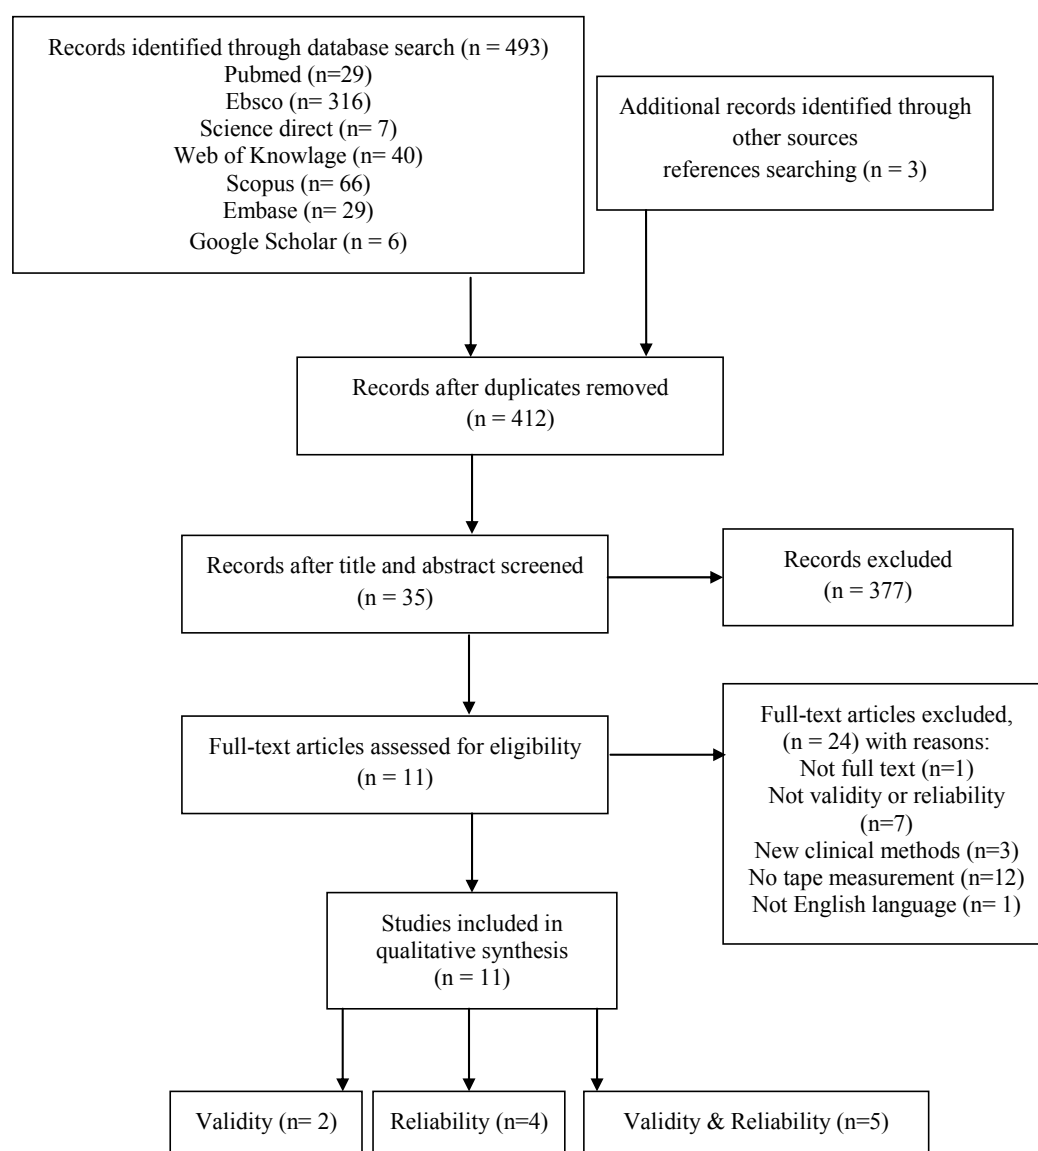 Records identified through database search (n = 493)
Pubmed (n=29)
Ebsco (n= 316)
Science direct (n= 7)
Web of Knowlage (n= 40)
Scopus (n= 66)
Embase (n= 29)
Google Scholar (n = 6)
Additional records identified through
other sources
references searching (n = 3)
Records after duplicates removed
(n = 412)
Records after title and abstract screened
(n = 35)
Records excluded
(n = 377)
Full-text articles assessed for eligibility
(n = 11)
Full-text articles excluded,
(n = 24) with reasons:
Not full text (n=1)
Not validity or reliability
(n=7)
New clinical methods (n=3)
No tape measurement (n=12)
Not English language (n= 1)
Studies included in
qualitative synthesis
(n = 11)
Validity (n= 2)
Reliability (n=4)
Validity & Reliability (n=5)